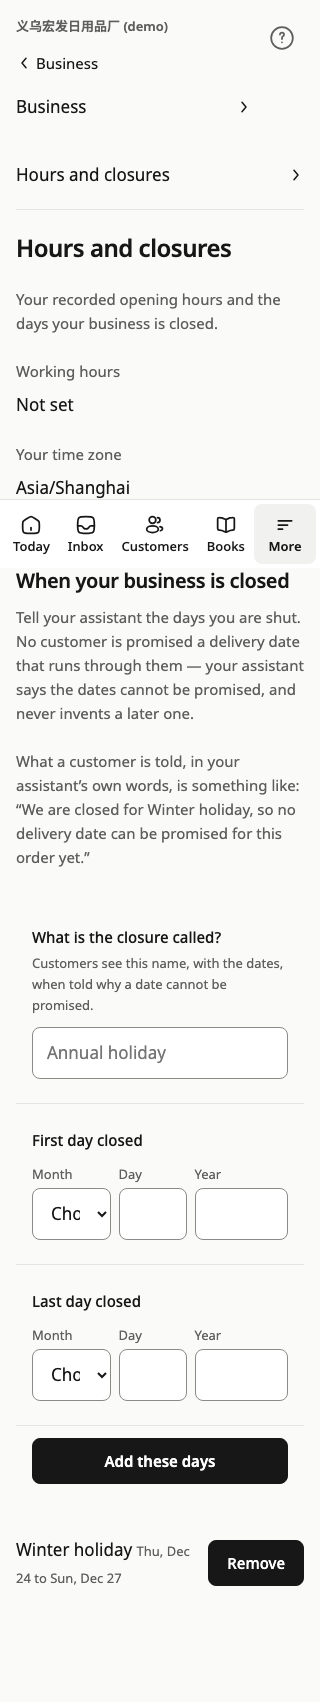 义乌宏发日用品厂 (demo)
Business
Business
Hours and closures
Hours and closures
Your recorded opening hours and the
days your business is closed.
Working hours
Not set
Your time zone
Asia/Shanghai
Today Inbox Customers Books More
When your business is closed
Tell your assistant the days you are shut.
No customer is promised a delivery date
that runs through them — your assistant
says the dates cannot be promised, and
never invents a later one.
What a customer is told, in your
assistant’s own words, is something like:
“We are closed for Winter holiday, so no
delivery date can be promised for this
order yet.”
What is the closure called?
Customers see this name, with the dates,
when told why a date cannot be
promised.
Annual holiday
First day closed
Month Day Year
Cho
Last day closed
Month Day Year
Cho
Add these days
Winter holiday Thu, Dec
24 to Sun, Dec 27
Remove